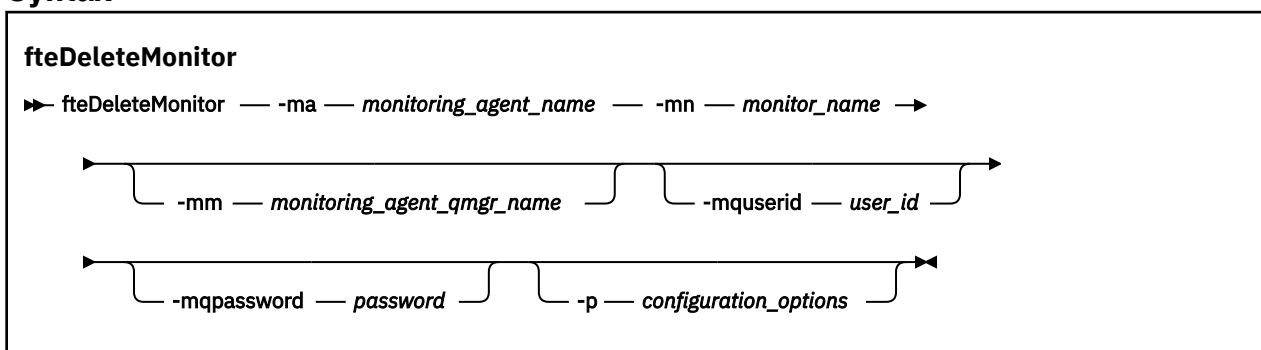 Syntax
fteDeleteMonitor
fteDeleteMonitor -ma monitoring_agent_name -mn monitor_name
-mm monitoring_agent_qmgr_name -mquserid user_id
-mqpassword password -p configuration_options